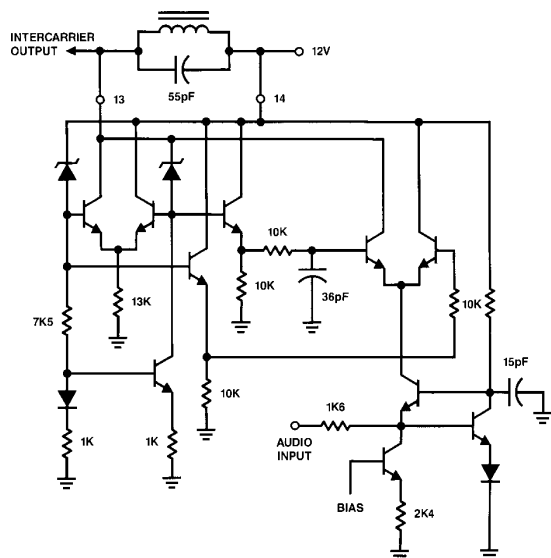 INTERCARRIER
OUTPUT
12V
55pF
13
14
10K
10K
36pF
10K
13K
7K5
15pF
10K
1K6
1K
1K
AUDIO
INPUT
BIAS
2K4